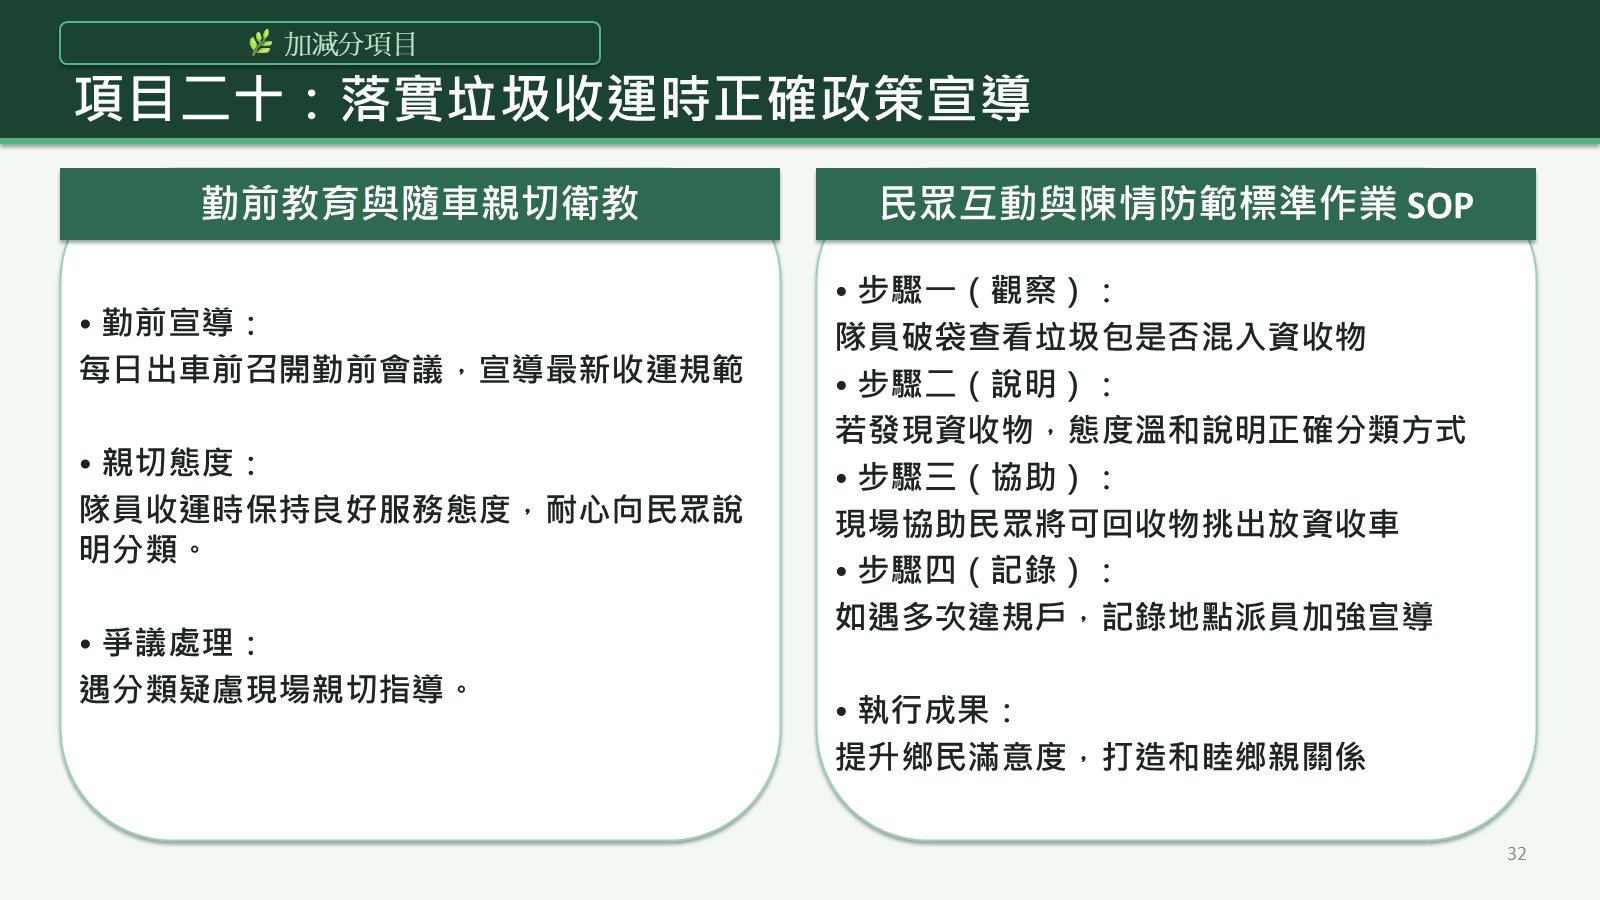 🌿 加減分項目
項目二十：落實垃圾收運時正確政策宣導
勤前教育與隨車親切衛教
• 勤前宣導：
每日出車前召開勤前會議，宣導最新收運規範
• 親切態度：
隊員收運時保持良好服務態度，耐心向民眾說
明分類。
• 爭議處理：
遇分類疑慮現場親切指導。
民眾互動與陳情防範標準作業 SOP
• 步驟一（觀察）：
隊員破袋查看垃圾包是否混入資收物
• 步驟二（說明）：
若發現資收物，態度溫和說明正確分類方式
• 步驟三（協助）：
現場協助民眾將可回收物挑出放資收車
• 步驟四（記錄）：
如遇多次違規戶，記錄地點派員加強宣導
• 執行成果：
提升鄉民滿意度，打造和睦鄉親關係
32